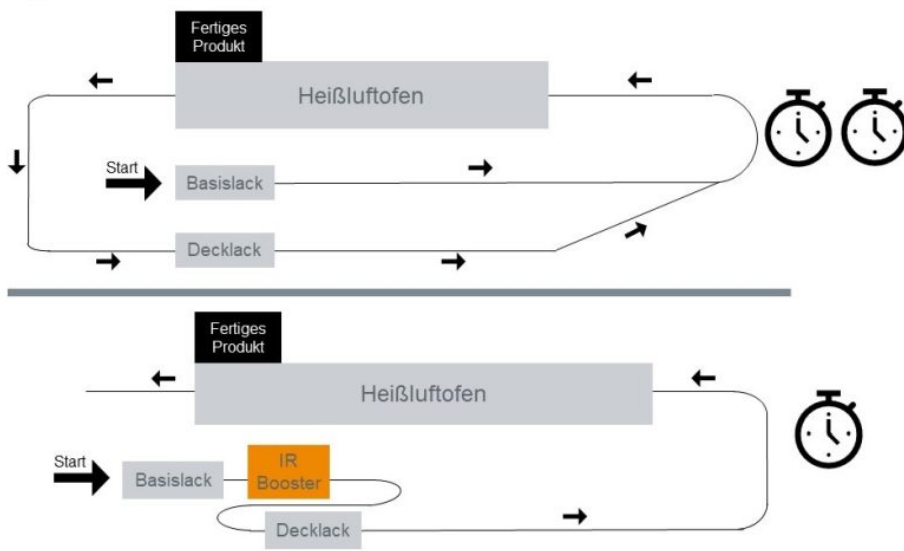 Fertiges
Produkt
Heißluftofen
Start
Basislack
Decklack
Fertiges
Produkt
Heißluftofen
Start
Basislack
IR
Booster
Decklack